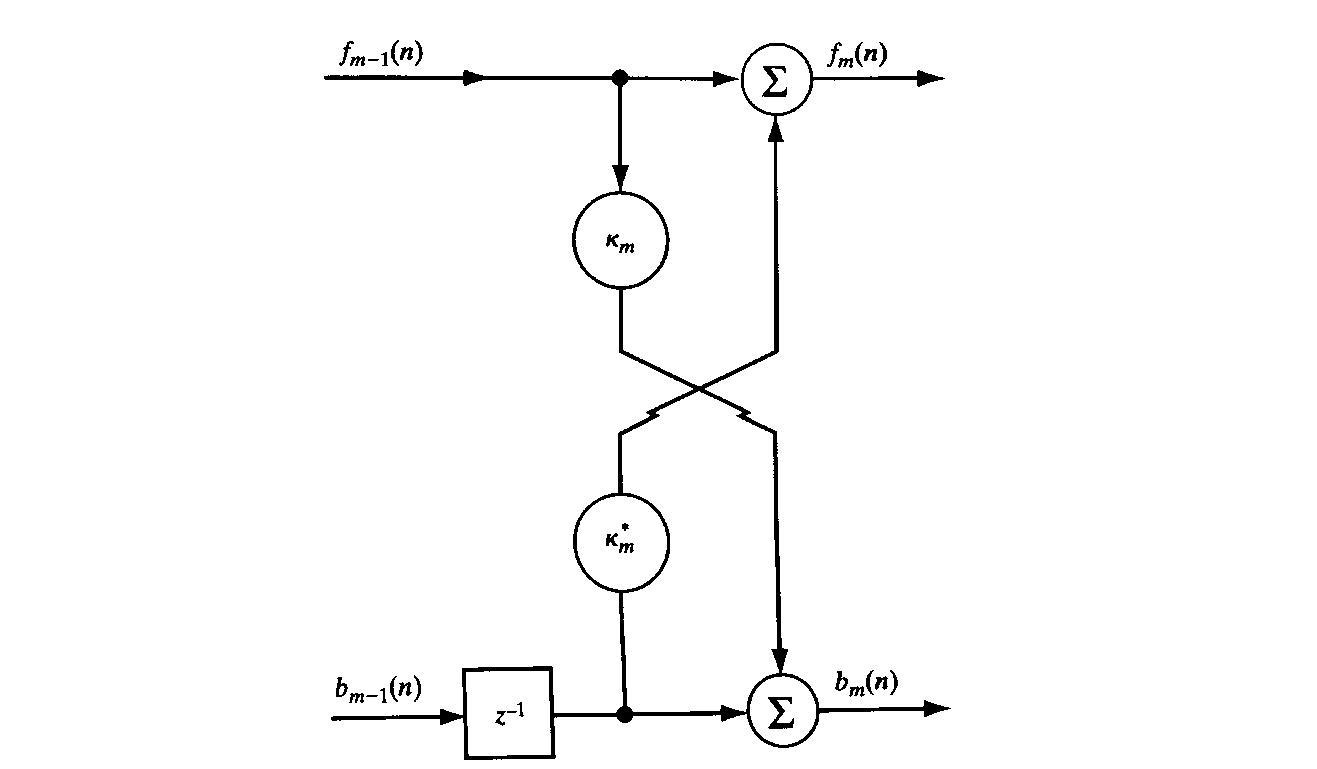 f_{m-1}(n)
f_m(n)
Σ
κ_m
κ_m^*
b_{m-1}(n)
z^{-1}
b_m(n)
Σ